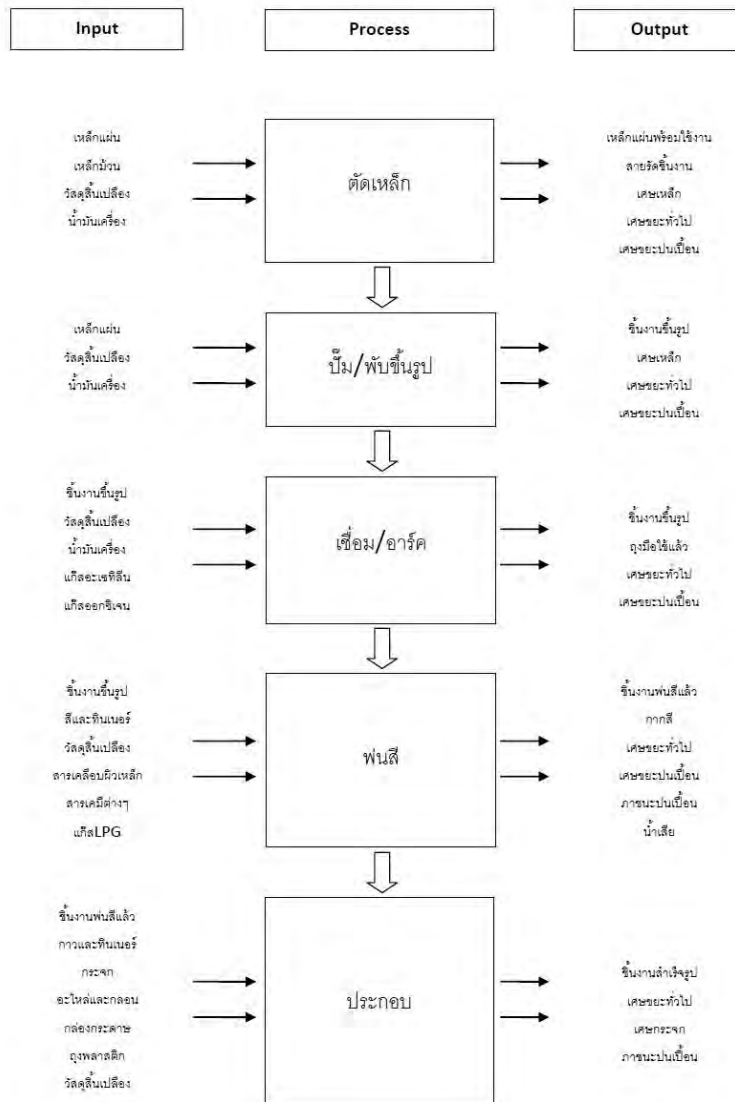 Input
Process
Output
เหล็กแผ่น
เหล็กม้วน
วัสดุสิ้นเปลือง
น้ำมันเครื่อง
ตัดเหล็ก
เหล็กแผ่นพร้อมใช้งาน
สายรัดชิ้นงาน
เศษเหล็ก
เศษขยะทั่วไป
เศษขยะปนเปื้อน
เหล็กแผ่น
วัสดุสิ้นเปลือง
น้ำมันเครื่อง
ปั๊ม/พับขึ้นรูป
ชิ้นงานขึ้นรูป
เศษเหล็ก
เศษขยะทั่วไป
เศษขยะปนเปื้อน
ชิ้นงานขึ้นรูป
วัสดุสิ้นเปลือง
น้ำมันเครื่อง
แก๊สอะเซทิลีน
แก๊สออกซิเจน
เชื่อม/อาร์ค
ชิ้นงานขึ้นรูป
ถุงมือใช้แล้ว
เศษขยะทั่วไป
เศษขยะปนเปื้อน
ชิ้นงานขึ้นรูป
สีและทินเนอร์
วัสดุสิ้นเปลือง
สารเคลือบผิวเหล็ก
สารเคมีต่างๆ
แก๊สLPG
พ่นสี
ชิ้นงานพ่นสีแล้ว
กากสี
เศษขยะทั่วไป
เศษขยะปนเปื้อน
ภาชนะปนเปื้อน
น้ำเสีย
ชิ้นงานพ่นสีแล้ว
กาวและทินเนอร์
กระจก
อะไหล่และกลอน
กล่องกระดาษ
ถุงพลาสติก
วัสดุสิ้นเปลือง
ประกอบ
ชิ้นงานสำเร็จรูป
เศษขยะทั่วไป
เศษกระจก
ภาชนะปนเปื้อน